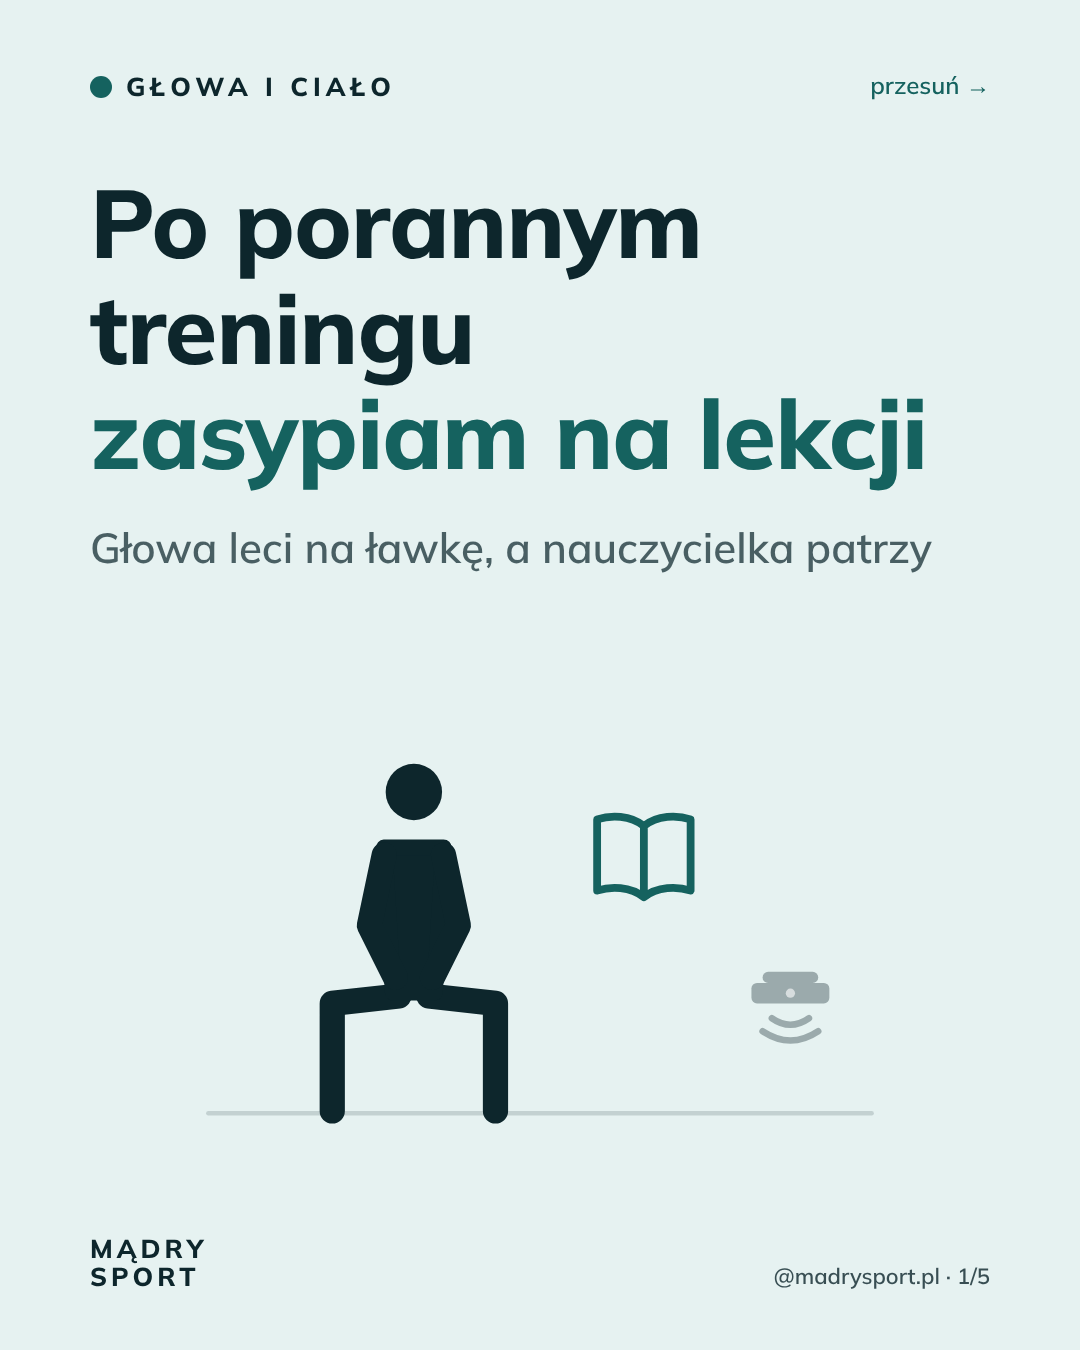 GŁOWA I CIAŁO
przesuń →
Po porannym
treningu
zasypiam na lekcji
Głowa leci na ławkę, a nauczycielka patrzy
MĄDRY
SPORT
@madrysport.pl · 1/5